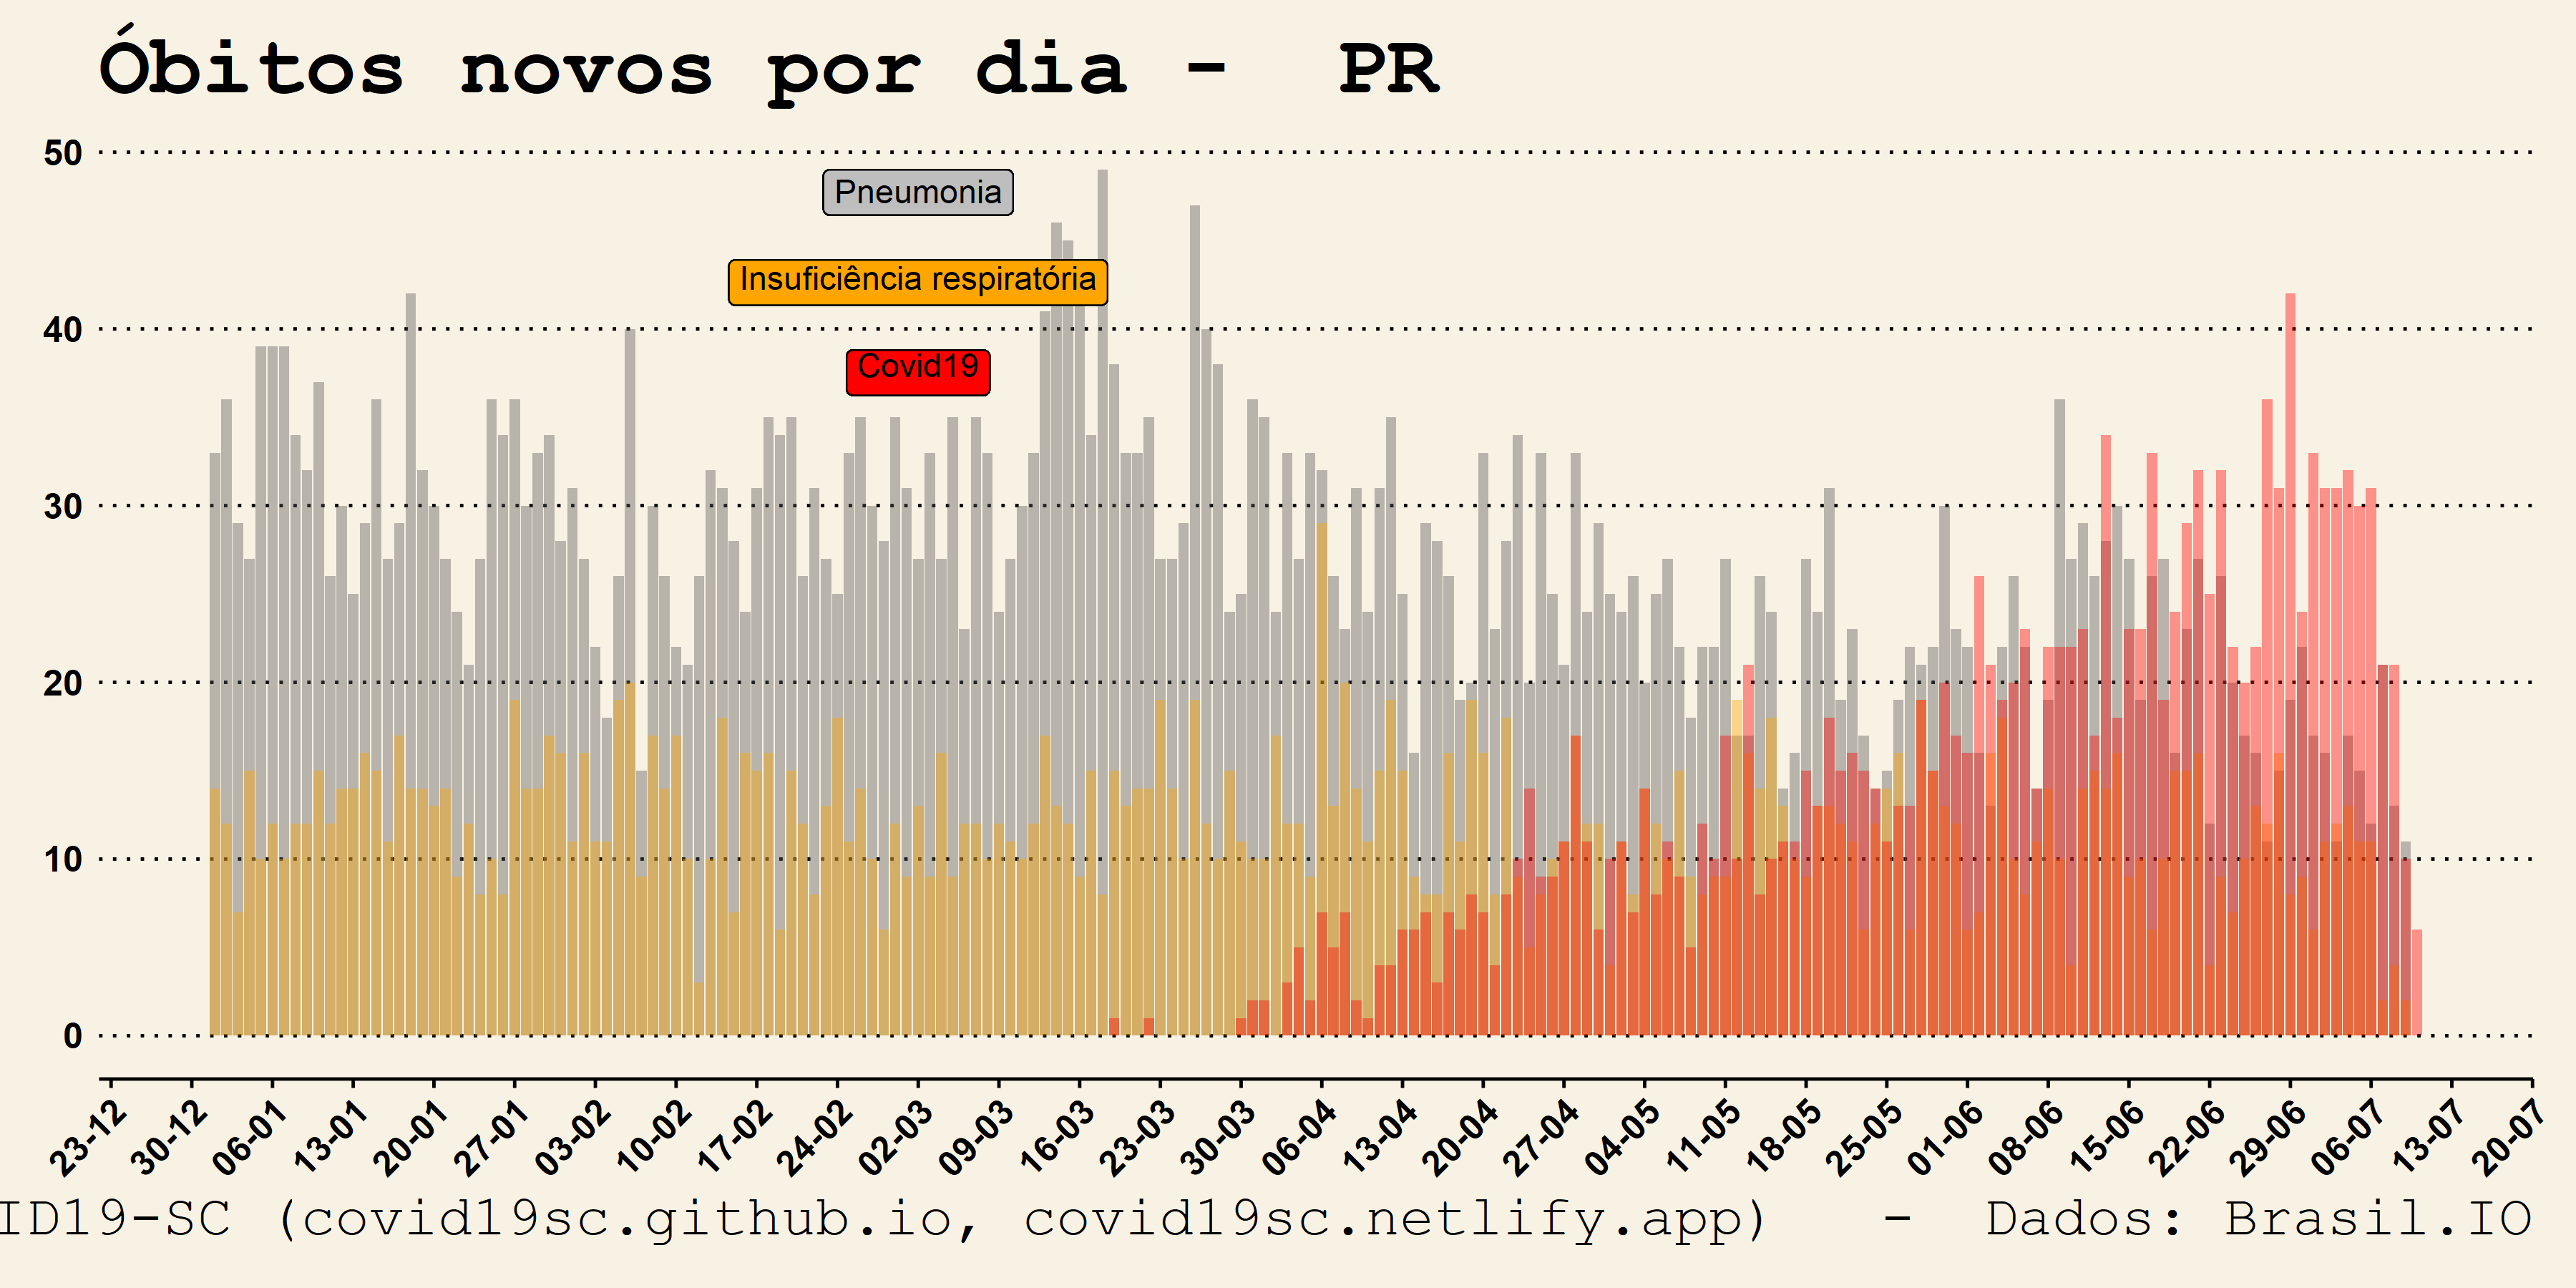 Óbitos novos por dia - PR
50
Pneumonia
Insuficiência respiratória
40
Covid19
30
20
10
0
23-12 30-12 06-01 13-01 20-01 27-01 03-02 10-02 17-02 24-02 02-03 09-03 16-03 23-03 30-03 06-04 13-04 20-04 27-04 04-05 11-05 18-05 25-05 01-06 08-06 15-06 22-06 29-06 06-07 13-07 20-07
ID19-SC (covid19sc.github.io, covid19sc.netlify.app) - Dados: Brasil.IO